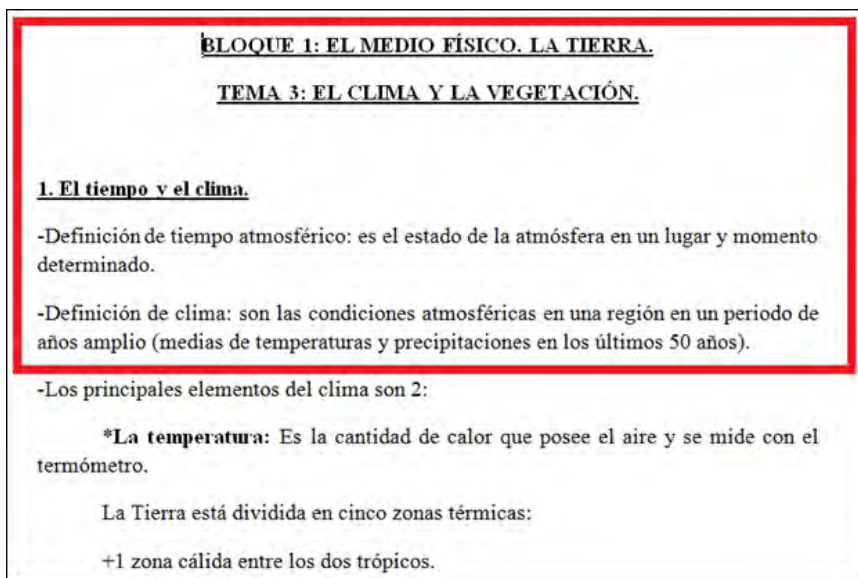 BLOQUE 1: EL MEDIO FÍSICO. LA TIERRA.
TEMA 3: EL CLIMA Y LA VEGETACIÓN.
1. El tiempo y el clima.
-Definición de tiempo atmosférico: es el estado de la atmósfera en un lugar y momento
determinado.
-Definición de clima: son las condiciones atmosféricas en una región en un periodo de
años amplio (medias de temperaturas y precipitaciones en los últimos 50 años).
-Los principales elementos del clima son 2:
*La temperatura: Es la cantidad de calor que posee el aire y se mide con el
termómetro.
La Tierra está dividida en cinco zonas térmicas:
+1 zona cálida entre los dos trópicos.